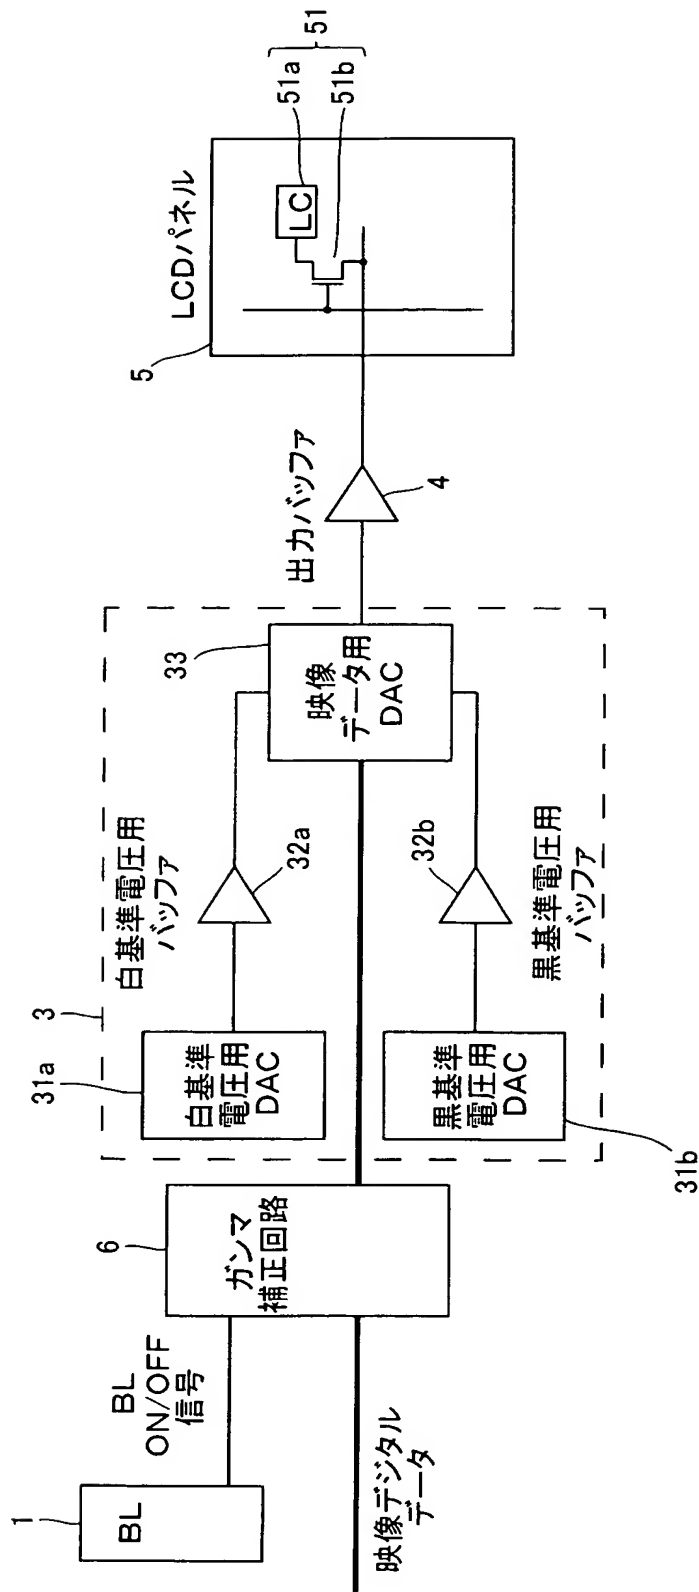 1
BL
BL
ON/OFF
信号
映像デジタル
データ
6
ガンマ
補正回路
3
31a
白基準
電圧用
DAC
白基準電圧用
バッファ
32a
31b
黒基準
電圧用
DAC
黒基準電圧用
バッファ
32b
33
映像
データ用
DAC
出力バッファ
4
5
LCDパネル
LC
51a
51b
51